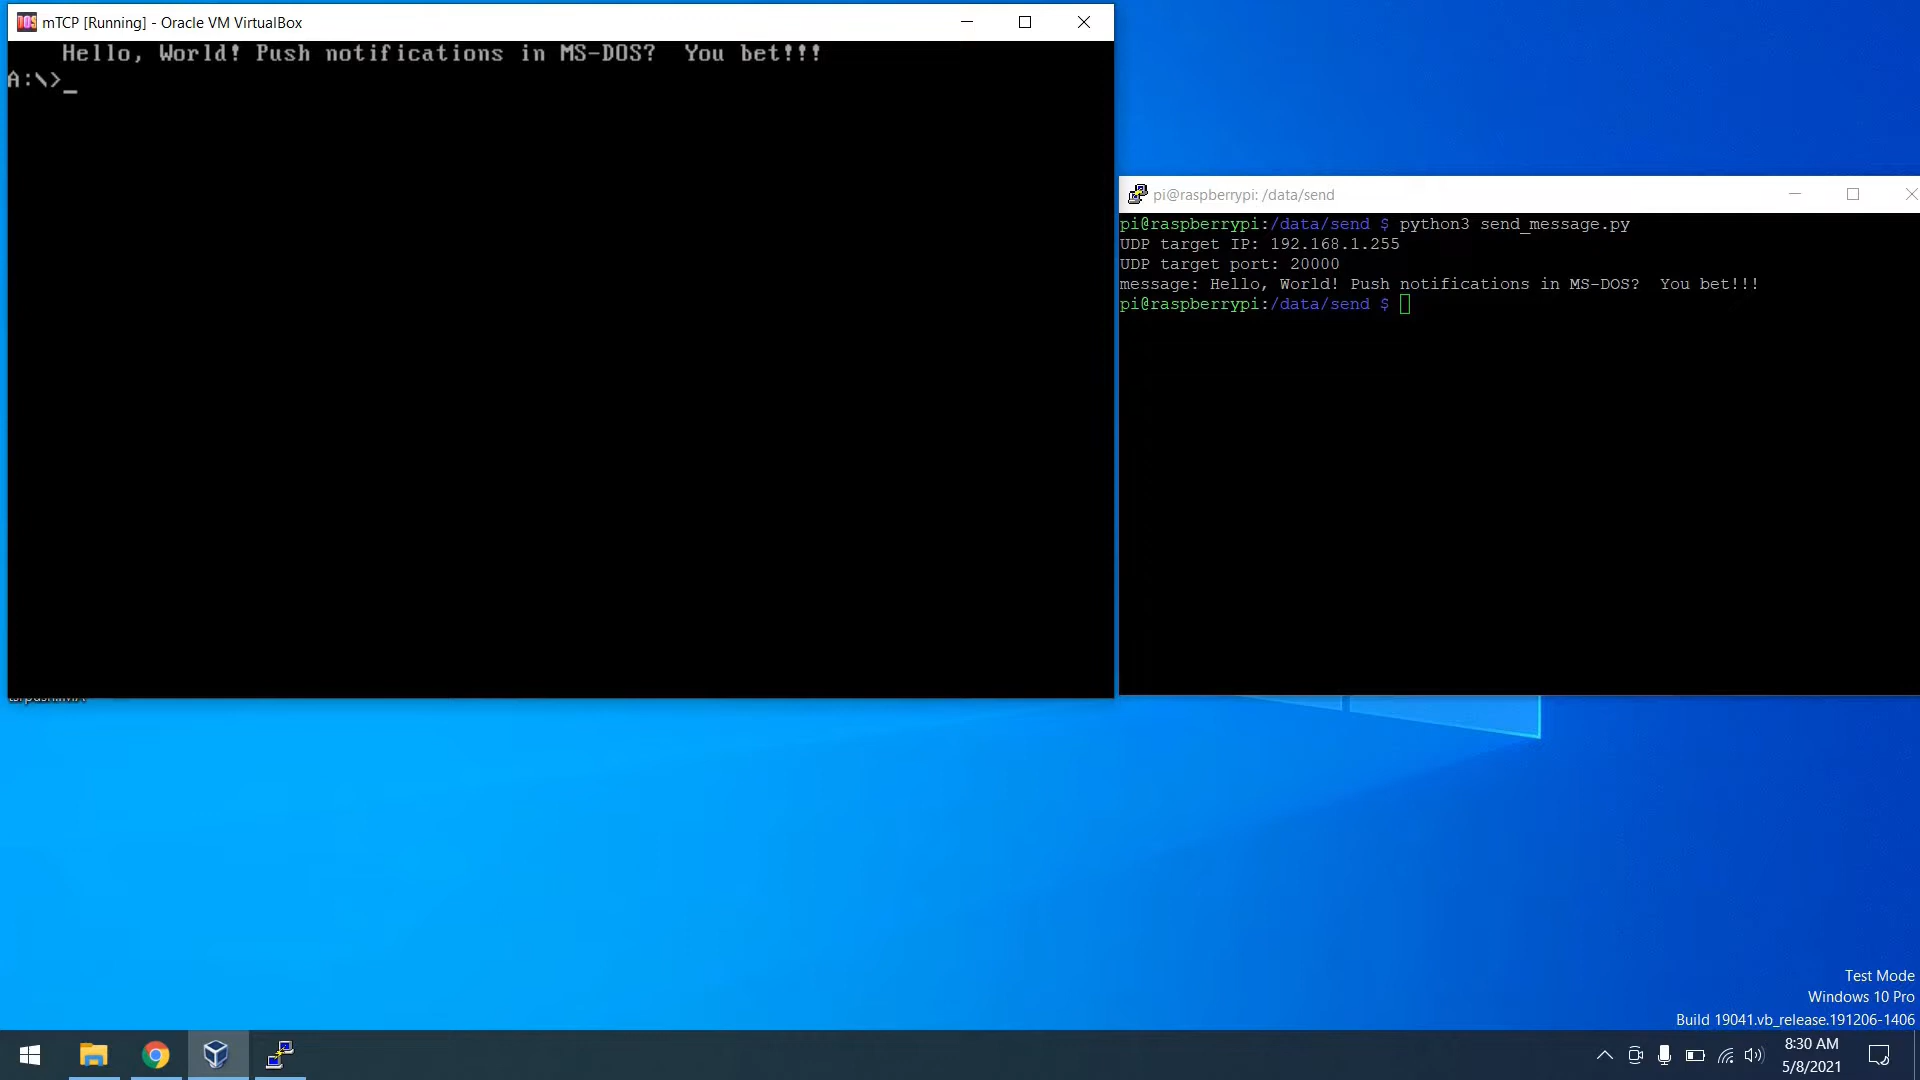 mTCP [Running] - Oracle VM VirtualBox
Hello, World! Push notifications in MS-DOS?  You bet!!!
A:\>_
pi@raspberrypi: /data/send
pi@raspberrypi:/data/send $ python3 send_message.py
UDP target IP: 192.168.1.255
UDP target port: 20000
message: Hello, World! Push notifications in MS-DOS?  You bet!!!
pi@raspberrypi:/data/send $
Test Mode
Windows 10 Pro
Build 19041.vb_release.191206-1406
8:30 AM
5/8/2021